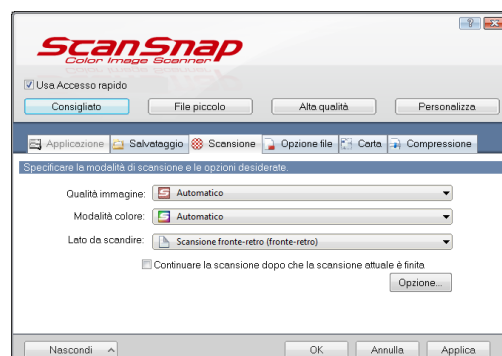 ScanSnap
Color Image Scanner
Usa Accesso rapido
Consigliato File piccolo Alta qualità Personalizza
Applicazione Salvataggio Scansione Opzione file Carta Compressione
Specificare la modalità di scansione e le opzioni desiderate.
Qualità immagine: Automatico
Modalità colore: Automatico
Lato da scandire: Scansione fronte-retro (fronte-retro)
Continuare la scansione dopo che la scansione attuale è finita
Opzione...
Nascondi OK Annulla Applica